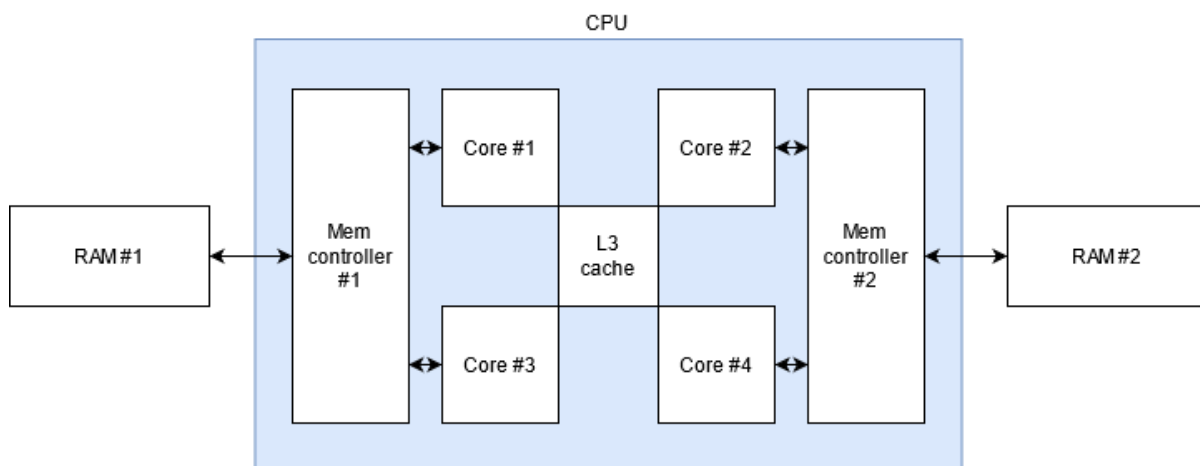 CPU
Core #1
Core #2
RAM #1
Mem
controller
#1
L3
cache
Mem
controller
#2
RAM #2
Core #3
Core #4